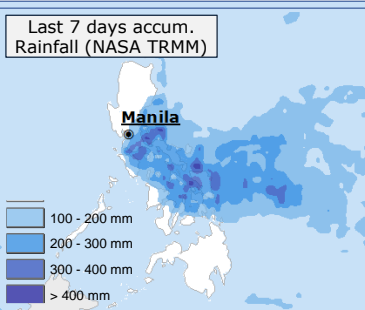 Last 7 days accum.
Rainfall (NASA TRMM)
Manila
100 - 200 mm
200 - 300 mm
300 - 400 mm
> 400 mm